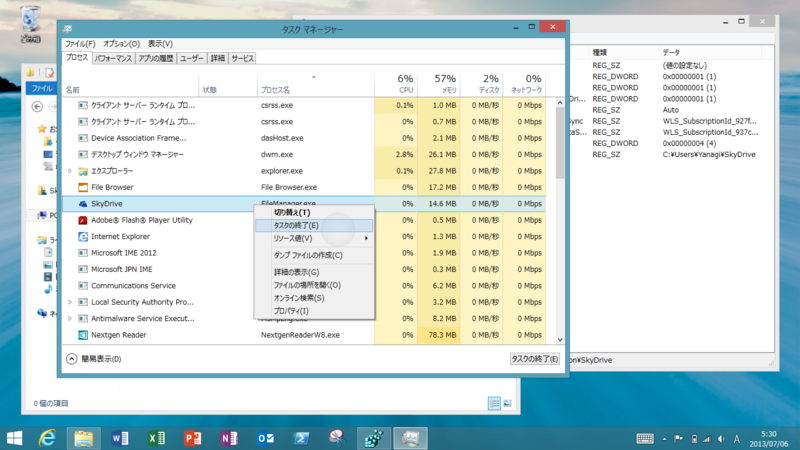 ごみ箱
タスク マネージャー
ファイル(F) オプション(O) 表示(V)
プロセス パフォーマンス アプリの履歴 ユーザー 詳細 サービス
6% 57% 2% 0%
名前 状態 プロセス名 CPU メモリ ディスク ネットワーク
クライアント サーバー ランタイム プロ... csrss.exe 0.1% 1.0 MB 0 MB/秒 0 Mbps
クライアント サーバー ランタイム プロ... csrss.exe 0% 0.7 MB 0 MB/秒 0 Mbps
Device Association Frame... dasHost.exe 0% 2.1 MB 0 MB/秒 0 Mbps
デスクトップ ウィンドウ マネージャー dwm.exe 2.8% 26.1 MB 0 MB/秒 0 Mbps
エクスプローラー explorer.exe 0.1% 27.8 MB 0 MB/秒 0 Mbps
File Browser File Browser.exe 0% 17.2 MB 0 MB/秒 0 Mbps
SkyDrive FileManager.exe 0% 14.6 MB 0 MB/秒 0 Mbps
Adobe® Flash® Player Utility 0% 0.5 MB 0 MB/秒 0 Mbps
Internet Explorer 0% 1.3 MB 0 MB/秒 0 Mbps
Microsoft IME 2012 0% 1.9 MB 0 MB/秒 0 Mbps
Microsoft JPN IME 0% 0.3 MB 0 MB/秒 0 Mbps
Communications Service 0% 6.2 MB 0 MB/秒 0 Mbps
Local Security Authority Pro... 0% 3.2 MB 0 MB/秒 0 Mbps
Antimalware Service Execut... 0% 8.2 MB 0 MB/秒 0 Mbps
Nextgen Reader NextgenReaderW8.exe 0% 78.3 MB 0 MB/秒 0 Mbps
切り替え(T)
タスクの終了(E)
リソース値(V)
ダンプ ファイルの作成(C)
詳細の表示(G)
ファイルの場所を開く(O)
オンライン検索(S)
プロパティ(I)
簡易表示(D) タスクの終了(E)
種類 データ
REG_SZ (値の設定なし)
REG_DWORD 0x00000001 (1)
REG_DWORD 0x00000001 (1)
REG_SZ Auto
REG_SZ WLS_SubscriptionId_927f...
REG_SZ WLS_SubscriptionId_937c...
REG_DWORD 0x00000004 (4)
REG_SZ C:¥Users¥Yanagi¥SkyDrive
on¥SkyDrive
ファイル
0 個の項目
A
5:30
2013/07/06